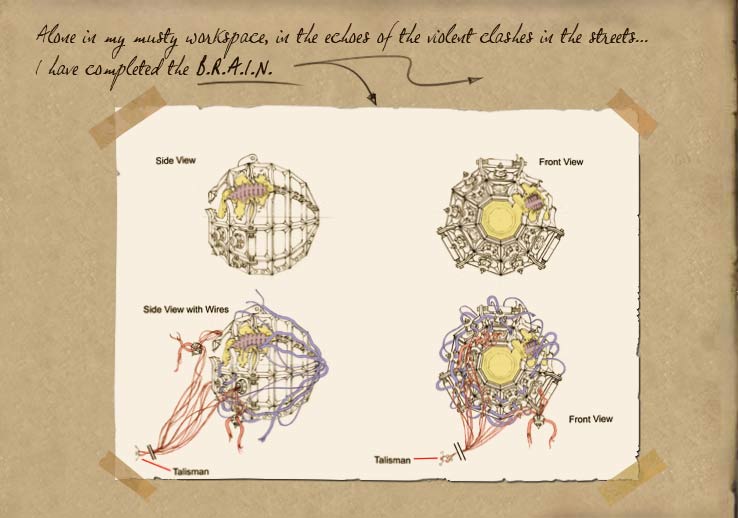 Alone in my musty workspace, in the echoes of the violent clashes in the streets...
I have completed the B.R.A.I.N.
Side View
Front View
Side View with Wires
Front View
Talisman
Talisman